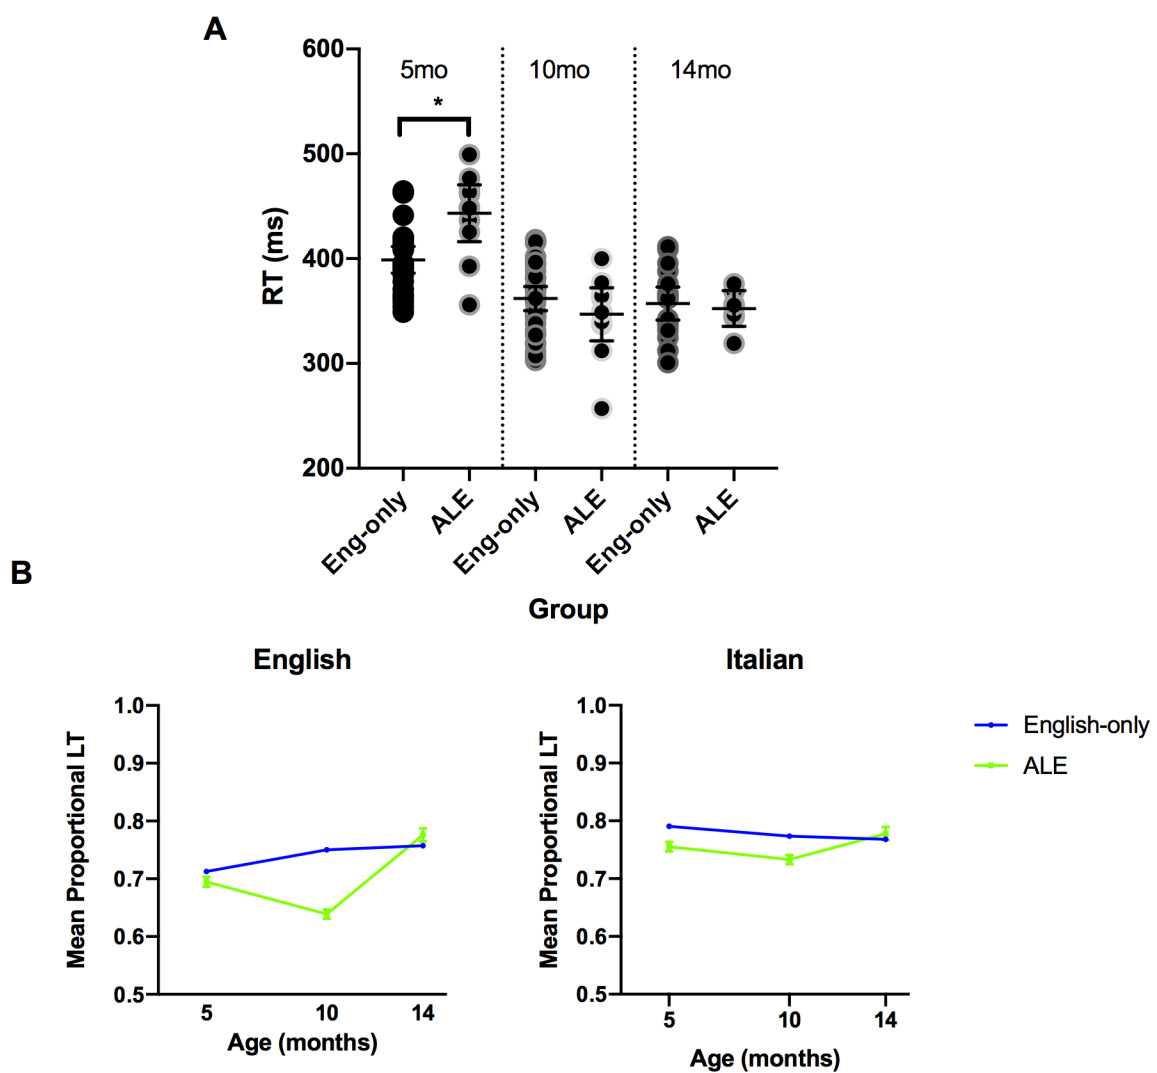 A
600
5mo
10mo
14mo
*
500
400
300
200
RT (ms)
Eng-only
ALE
Eng-only
ALE
Eng-only
ALE
Group
B
English
1.0
0.9
0.8
0.7
0.6
0.5
Mean Proportional LT
5
10
14
Age (months)
Italian
1.0
0.9
0.8
0.7
0.6
0.5
Mean Proportional LT
5
10
14
Age (months)
English-only
ALE